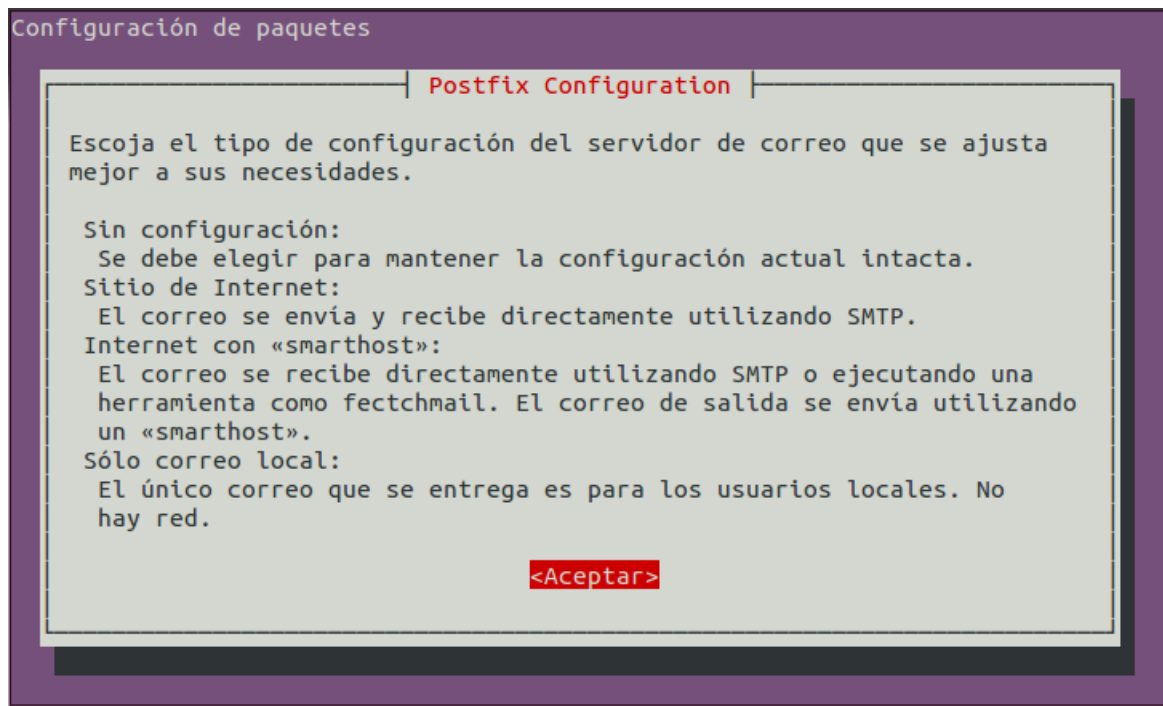 Configuración de paquetes
Postfix Configuration
Escoja el tipo de configuración del servidor de correo que se ajusta
mejor a sus necesidades.
Sin configuración:
Se debe elegir para mantener la configuración actual intacta.
Sitio de Internet:
El correo se envía y recibe directamente utilizando SMTP.
Internet con «smarthost»:
El correo se recibe directamente utilizando SMTP o ejecutando una
herramienta como fectchmail. El correo de salida se envía utilizando
un «smarthost».
Sólo correo local:
El único correo que se entrega es para los usuarios locales. No
hay red.
<Aceptar>